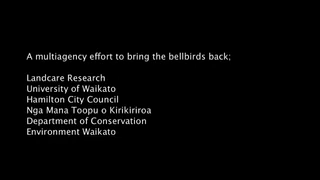 A multiagency effort to bring the bellbirds back;
Landcare Research
University of Waikato
Hamilton City Council
Nga Mana Toopu o Kirikiriroa
Department of Conservation
Environment Waikato